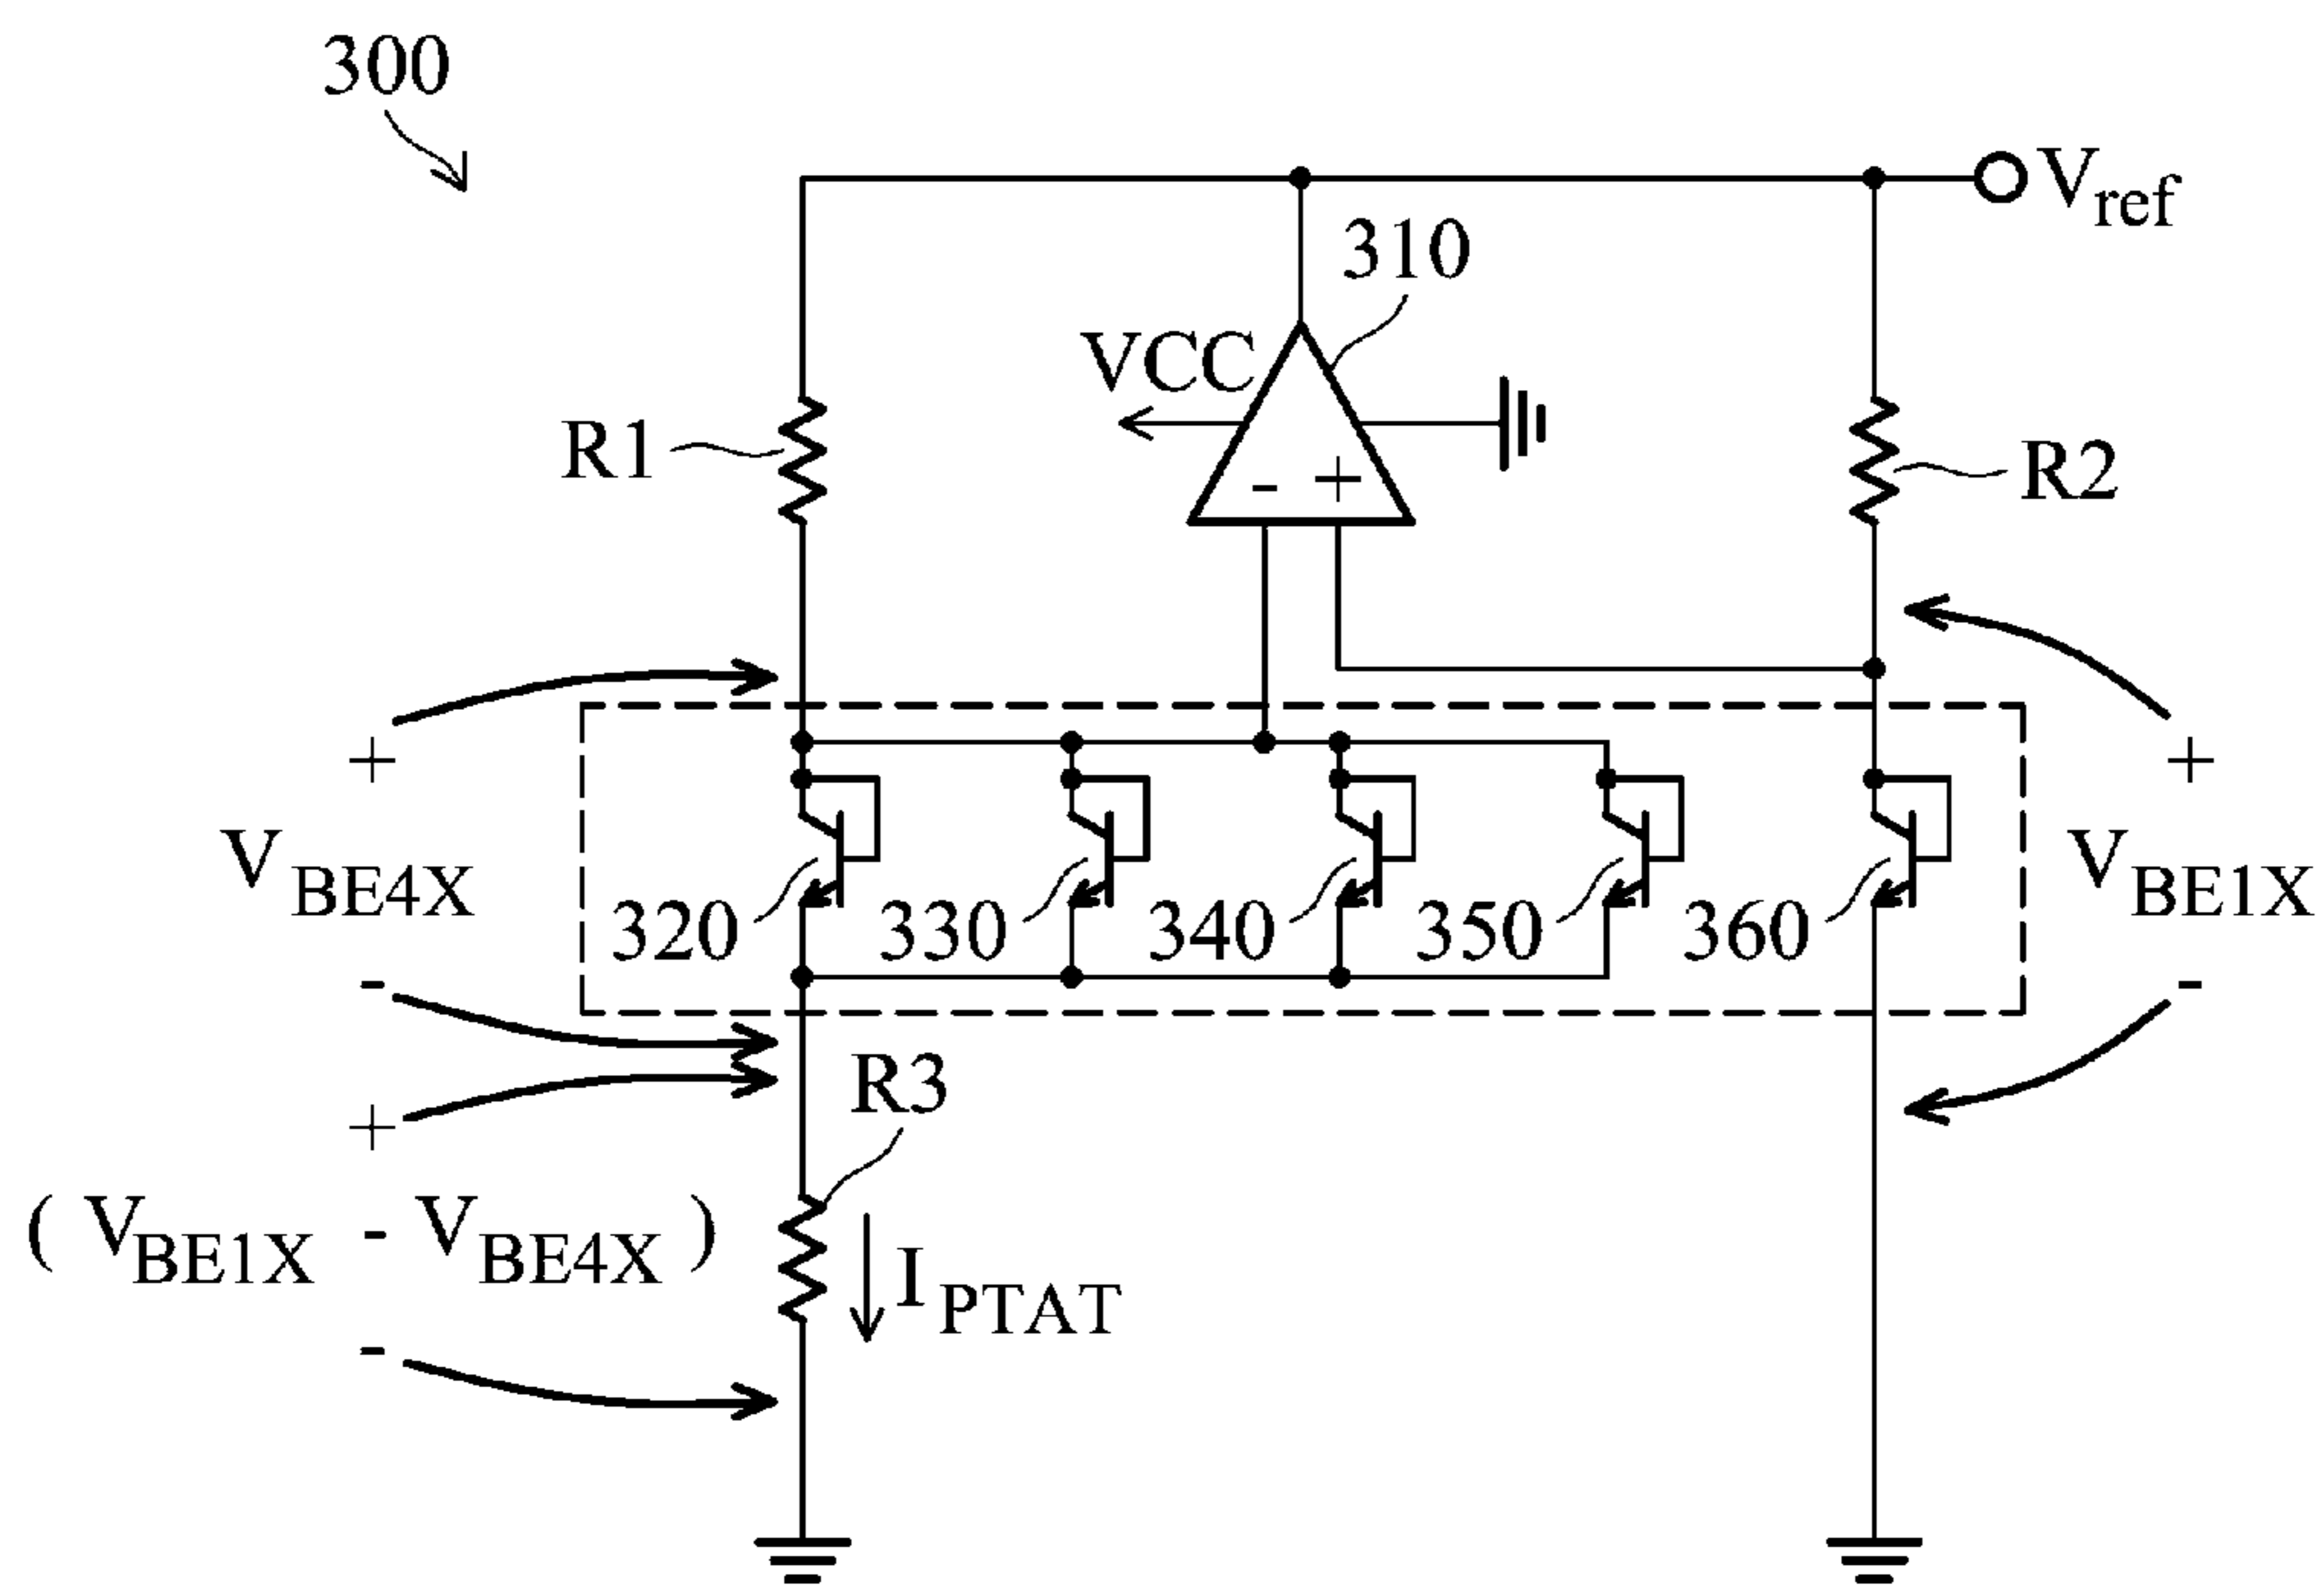 300
Vref
310
VCC
R1
- +
R2
+ +
VBE4X
VBE1X
320 330 340 350 360
- -
R3
+
( VBE1X - VBE4X )
IPTAT
-